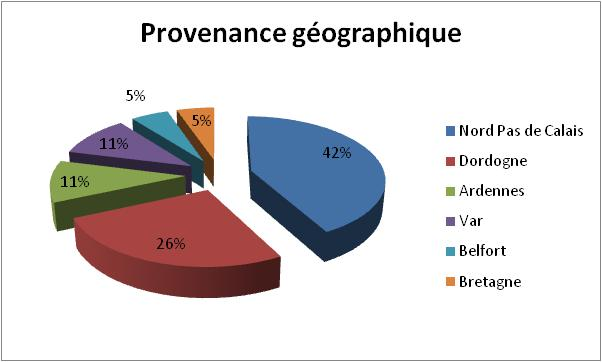 Provenance géographique
5%
5%
11%
42%
11%
26%
Nord Pas de Calais
Dordogne
Ardennes
Var
Belfort
Bretagne